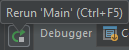 Rerun 'Main' (Ctrl+F5)
Debugger